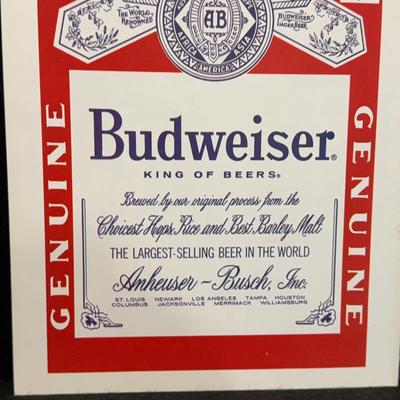 THE WORLD
RENOWNED
BUDWEISER
LAGER BEER
AB
AFRICA
ASIA
AMERICA
Budweiser®
KING OF BEERS®
Brewed by our original process from the
Choicest Hops, Rice and Best Barley Malt
THE LARGEST-SELLING BEER IN THE WORLD
Anheuser-Busch, Inc.
ST. LOUIS NEWARK LOS ANGELES TAMPA HOUSTON
COLUMBUS JACKSONVILLE MERRIMACK WILLIAMSBURG
GENUINE
GENUINE